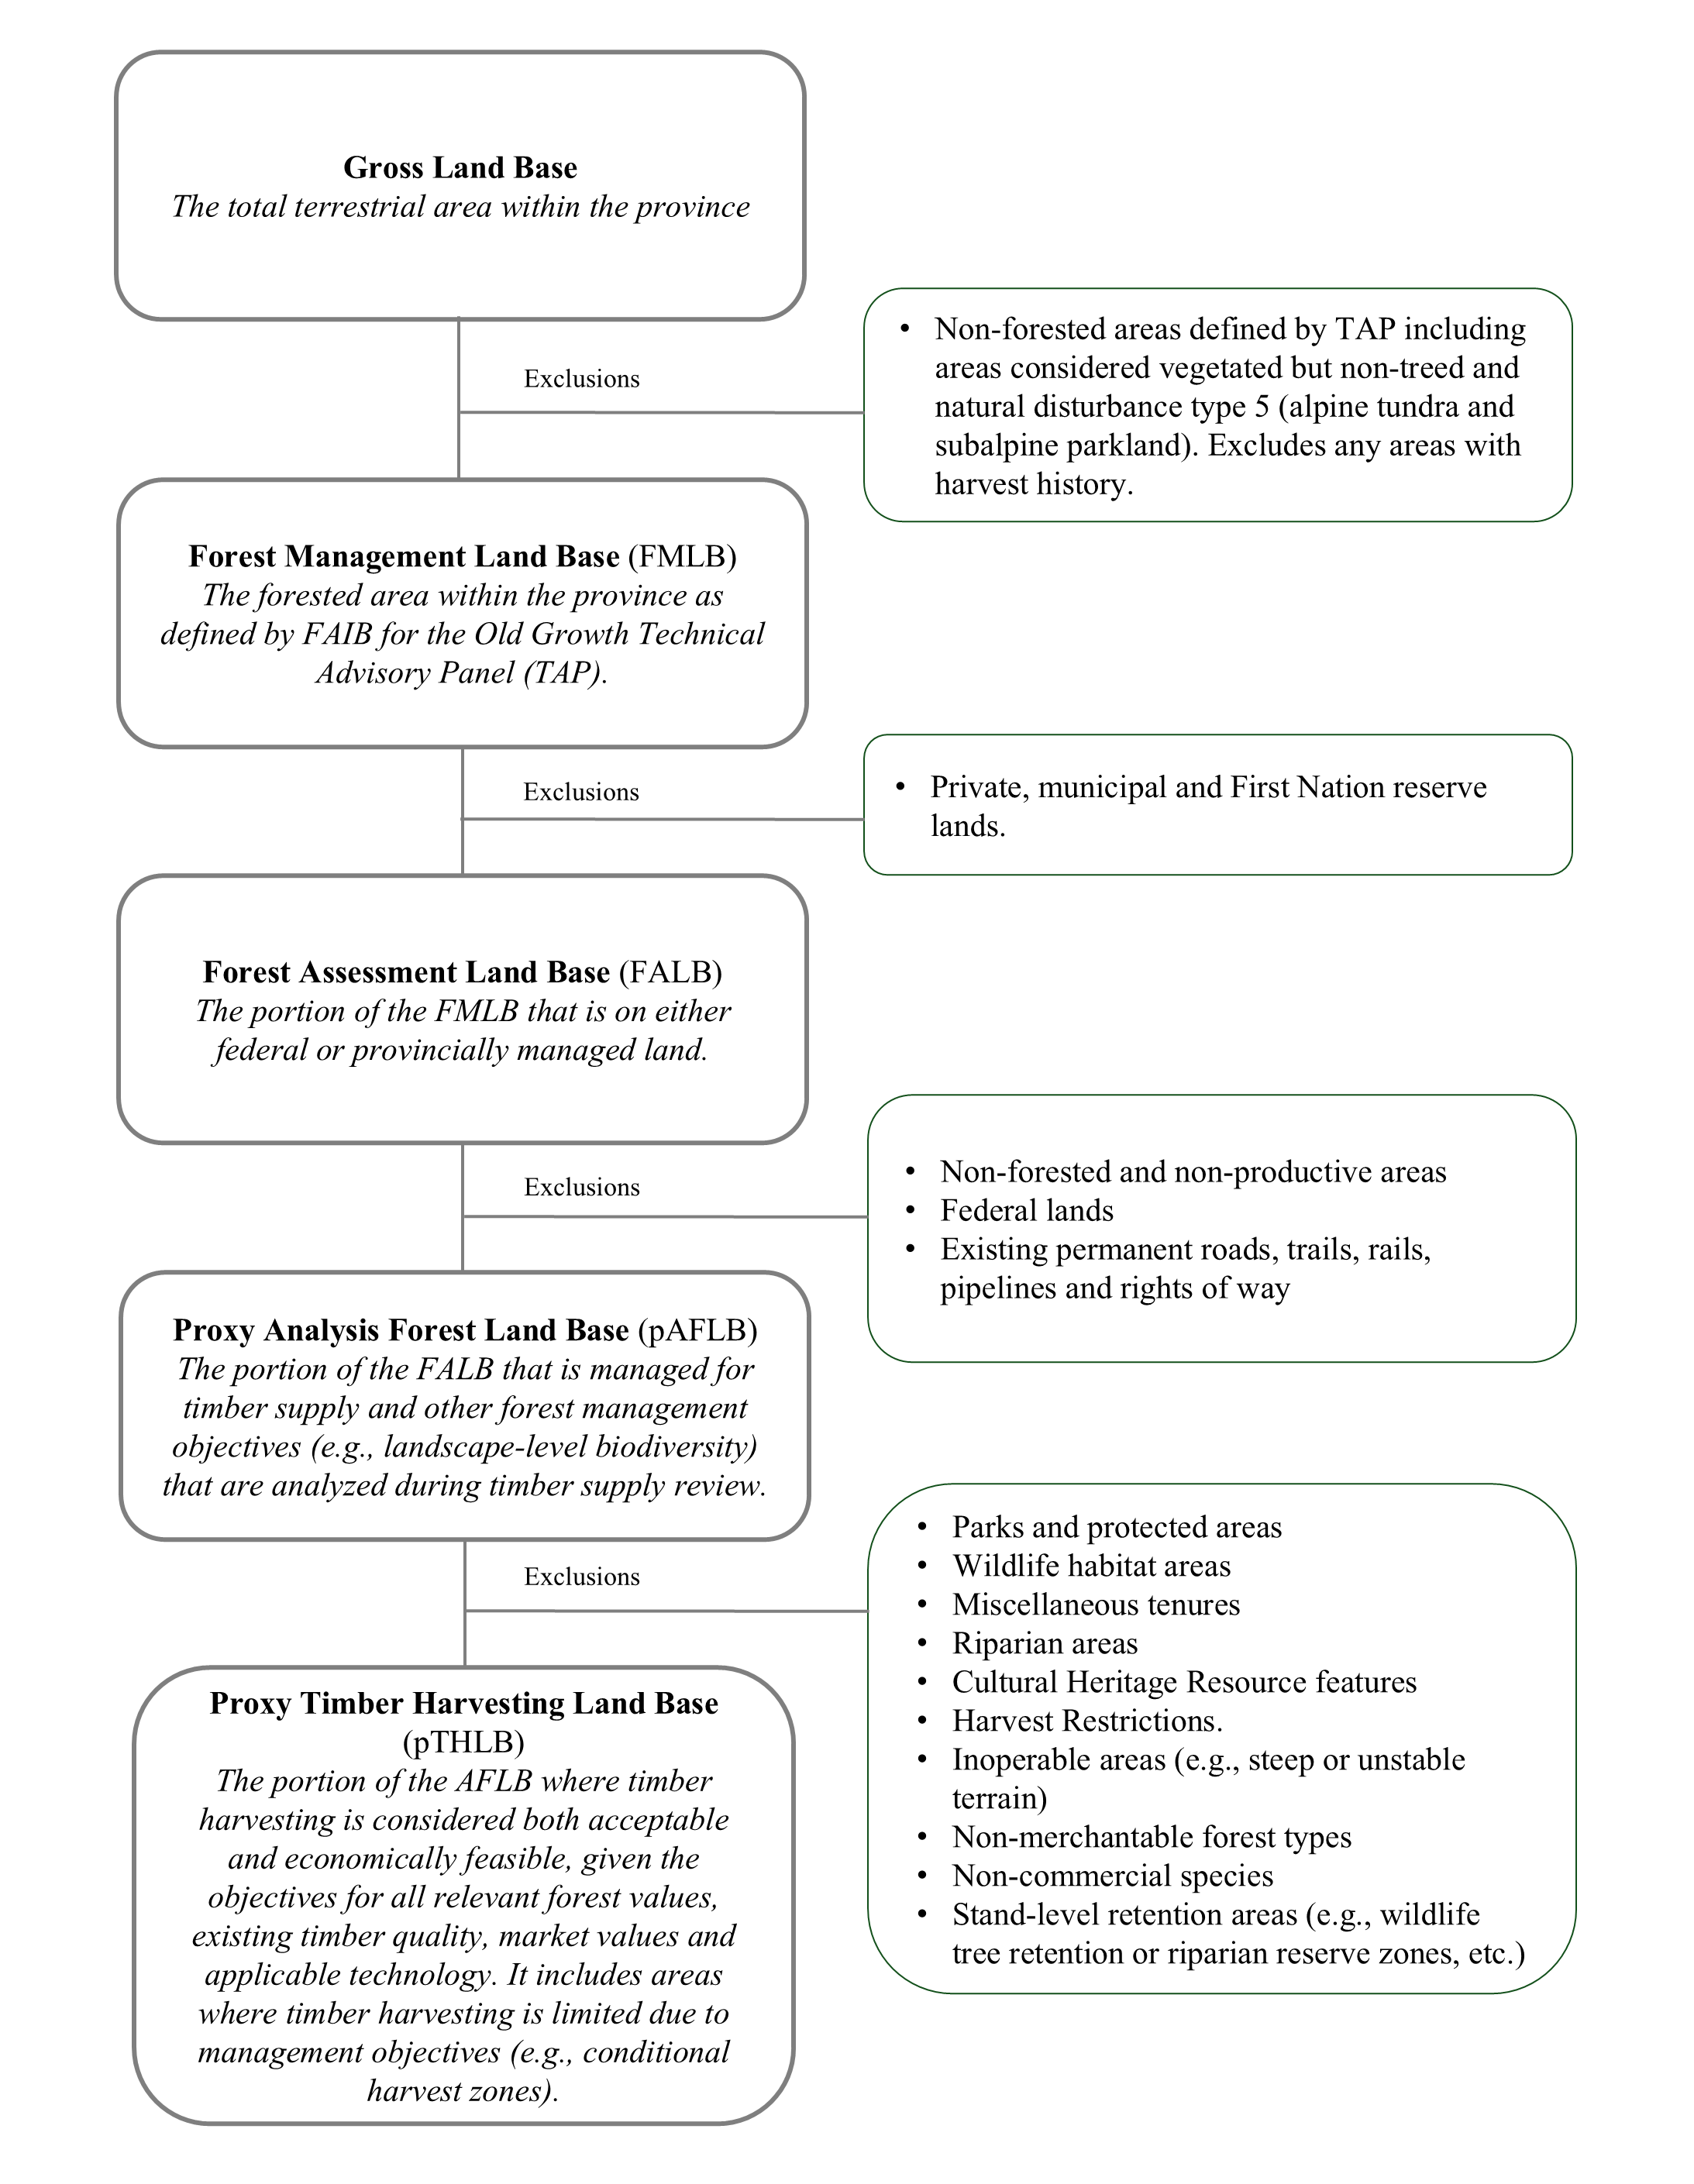 Gross Land Base
The total terrestrial area within the province
Exclusions
• Non-forested areas defined by TAP including
areas considered vegetated but non-treed and
natural disturbance type 5 (alpine tundra and
subalpine parkland). Excludes any areas with
harvest history.
Forest Management Land Base (FMLB)
The forested area within the province as
defined by FAIB for the Old Growth Technical
Advisory Panel (TAP).
Exclusions
• Private, municipal and First Nation reserve
lands.
Forest Assessment Land Base (FALB)
The portion of the FMLB that is on either
federal or provincially managed land.
Exclusions
• Non-forested and non-productive areas
• Federal lands
• Existing permanent roads, trails, rails,
pipelines and rights of way
Proxy Analysis Forest Land Base (pAFLB)
The portion of the FALB that is managed for
timber supply and other forest management
objectives (e.g., landscape-level biodiversity)
that are analyzed during timber supply review.
Exclusions
• Parks and protected areas
• Wildlife habitat areas
• Miscellaneous tenures
• Riparian areas
• Cultural Heritage Resource features
• Harvest Restrictions.
• Inoperable areas (e.g., steep or unstable
terrain)
• Non-merchantable forest types
• Non-commercial species
• Stand-level retention areas (e.g., wildlife
tree retention or riparian reserve zones, etc.)
Proxy Timber Harvesting Land Base
(pTHLB)
The portion of the AFLB where timber
harvesting is considered both acceptable
and economically feasible, given the
objectives for all relevant forest values,
existing timber quality, market values and
applicable technology. It includes areas
where timber harvesting is limited due to
management objectives (e.g., conditional
harvest zones).